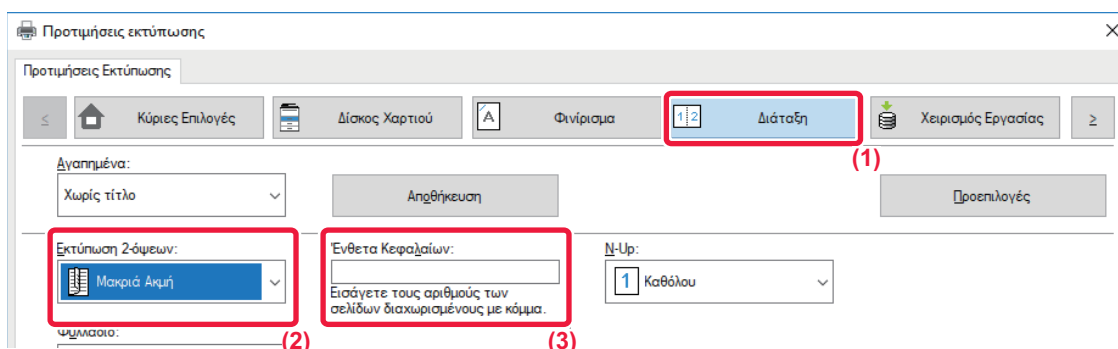 Προτιμήσεις εκτύπωσης
Προτιμήσεις Εκτύπωσης
< Κύριες Επιλογές Δίσκος Χαρτιού A Φινίρισμα 1 2 Διάταξη Χειρισμός Εργασίας >
(1)
Αγαπημένα:
Χωρίς τίτλο Αποθήκευση Προεπιλογές
Εκτύπωση 2-όψεων: Ένθετα Κεφαλαίων: N-Up:
Μακριά Ακμή 1 Καθόλου
Εισάγετε τους αριθμούς των
σελίδων διαχωρισμένους με κόμμα.
Φυλλάδιο:
(2) (3)